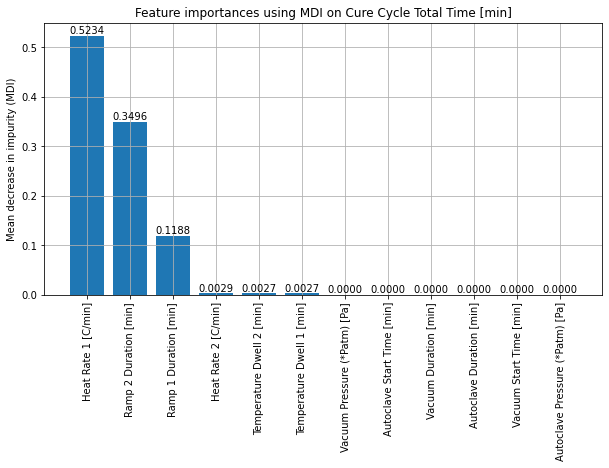 Feature importances using MDI on Cure Cycle Total Time [min]
Mean decrease in impurity (MDI)
0.5
0.4
0.3
0.2
0.1
0.0
0.5234
0.3496
0.1188
0.0029
0.0027
0.0027
0.0000
0.0000
0.0000
0.0000
0.0000
0.0000
Heat Rate 1 [C/min]
Ramp 2 Duration [min]
Ramp 1 Duration [min]
Heat Rate 2 [C/min]
Temperature Dwell 2 [min]
Temperature Dwell 1 [min]
Vacuum Pressure (*Patm) [Pa]
Autoclave Start Time [min]
Vacuum Duration [min]
Autoclave Duration [min]
Vacuum Start Time [min]
Autoclave Pressure (*Patm) [Pa]